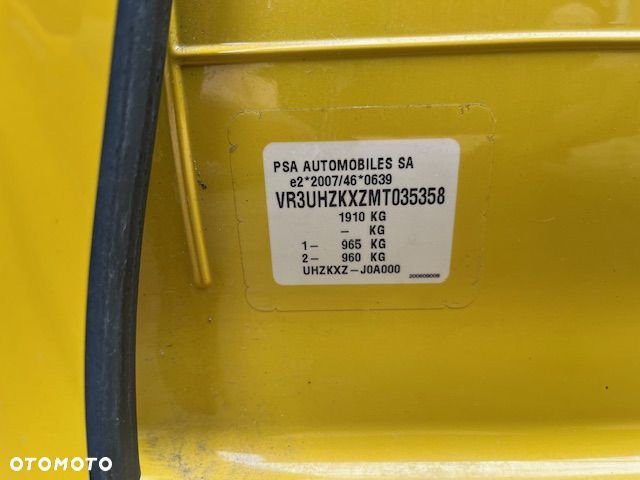 PSA AUTOMOBILES SA
e2*2007/46*0639
VR3UHZKXZMT035358
1910 KG
- KG
1- 965 KG
2- 960 KG
UHZKXZ-J0A000
OTOMOTO